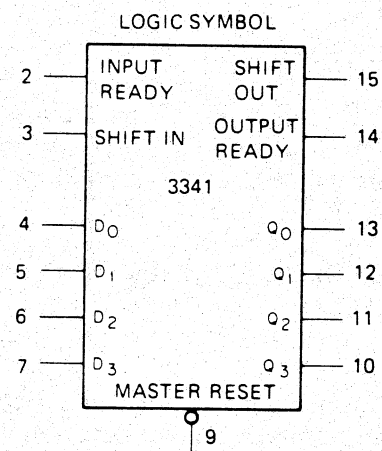 LOGIC SYMBOL
2 INPUT READY SHIFT OUT 15
3 SHIFT IN OUTPUT READY 14
3341
4 D0 Q0 13
5 D1 Q1 12
6 D2 Q2 11
7 D3 Q3 10
MASTER RESET
9